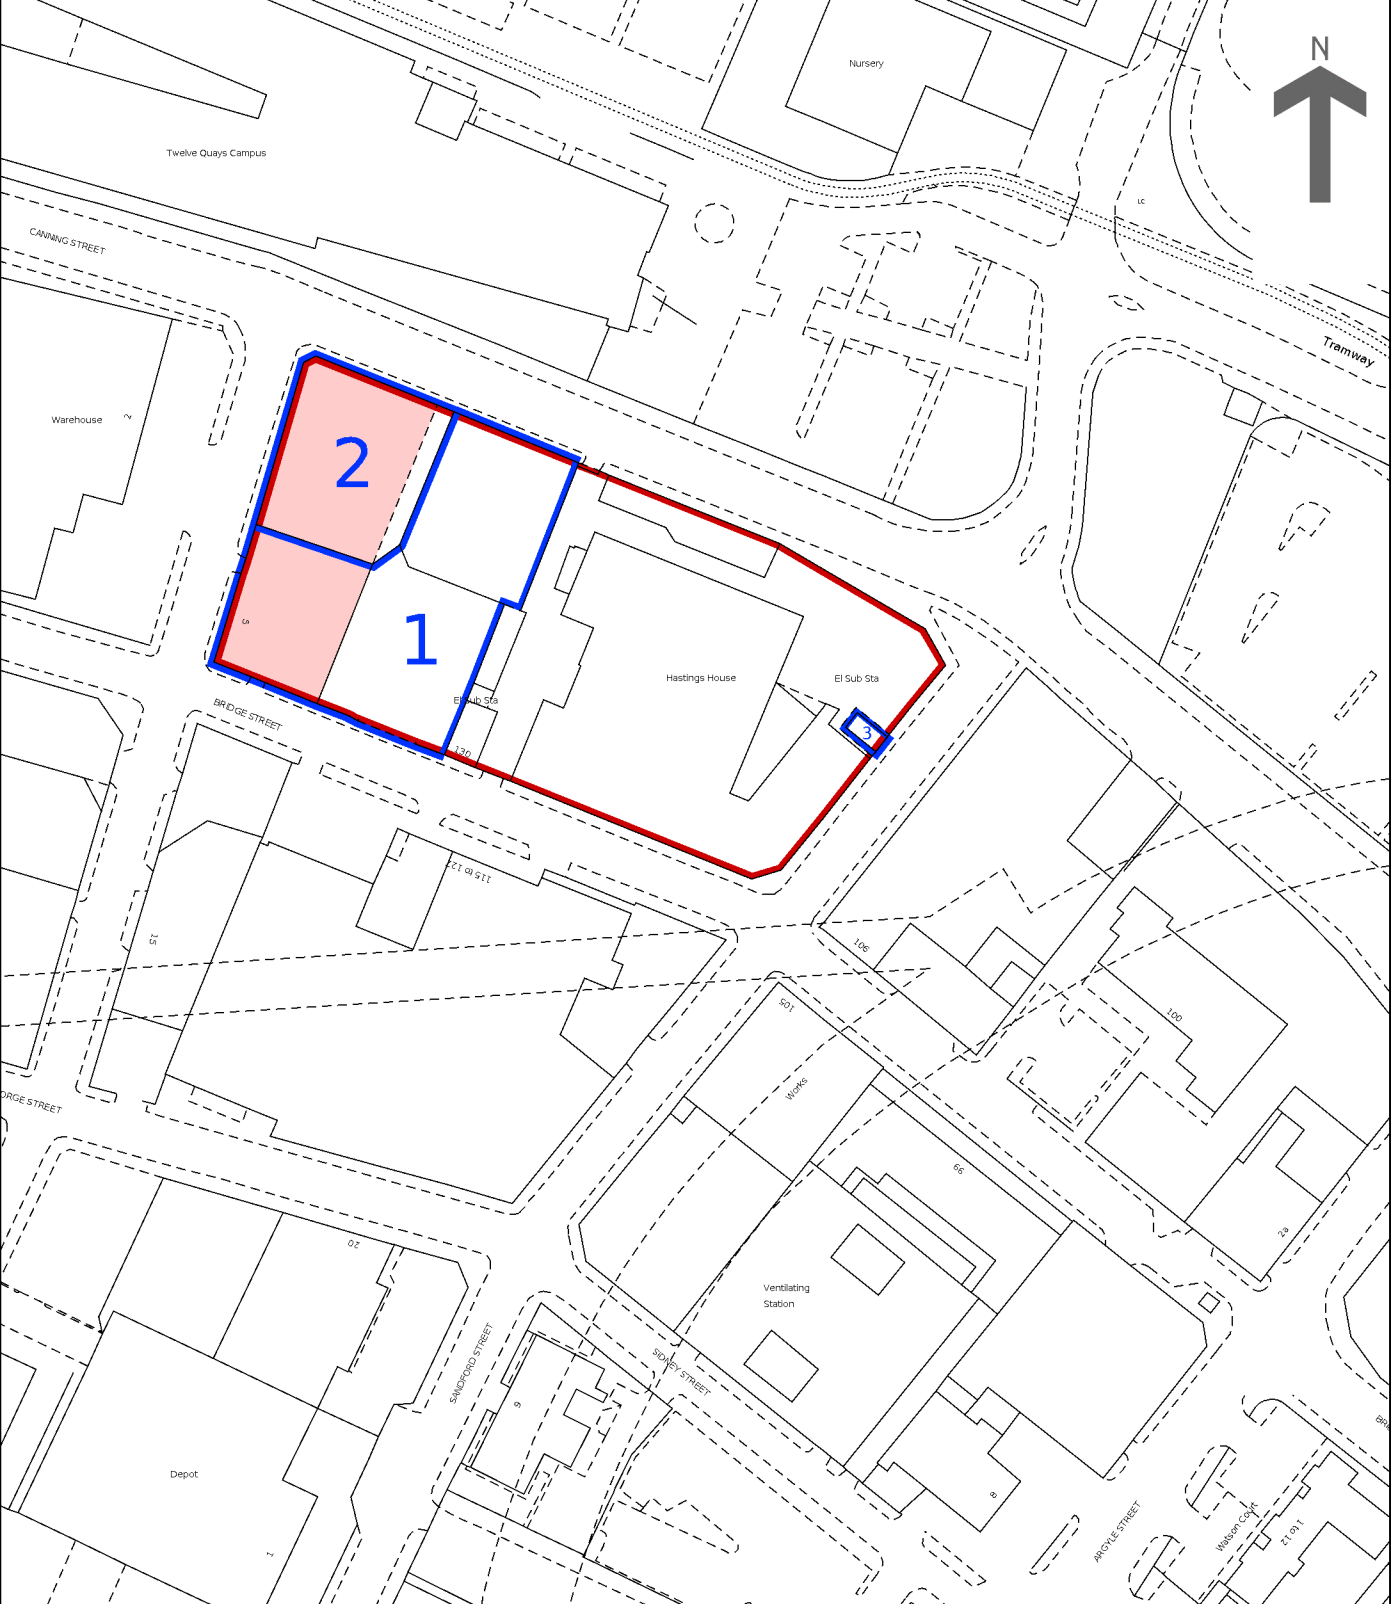 N
Nursery
Twelve Quays Campus
LC
CANNING STREET
Tramway
Warehouse
2
2
5
1
Hastings House
El Sub Sta
El Sub Sta
3
BRIDGE STREET
130
115 to 122
15
106
105
100
ORGE STREET
Works
99
20
2a
Ventilating
Station
SANDFORD STREET
SIDNEY STREET
9
Depot
8
1
ARGYLE STREET
Watson Court
1 to 12